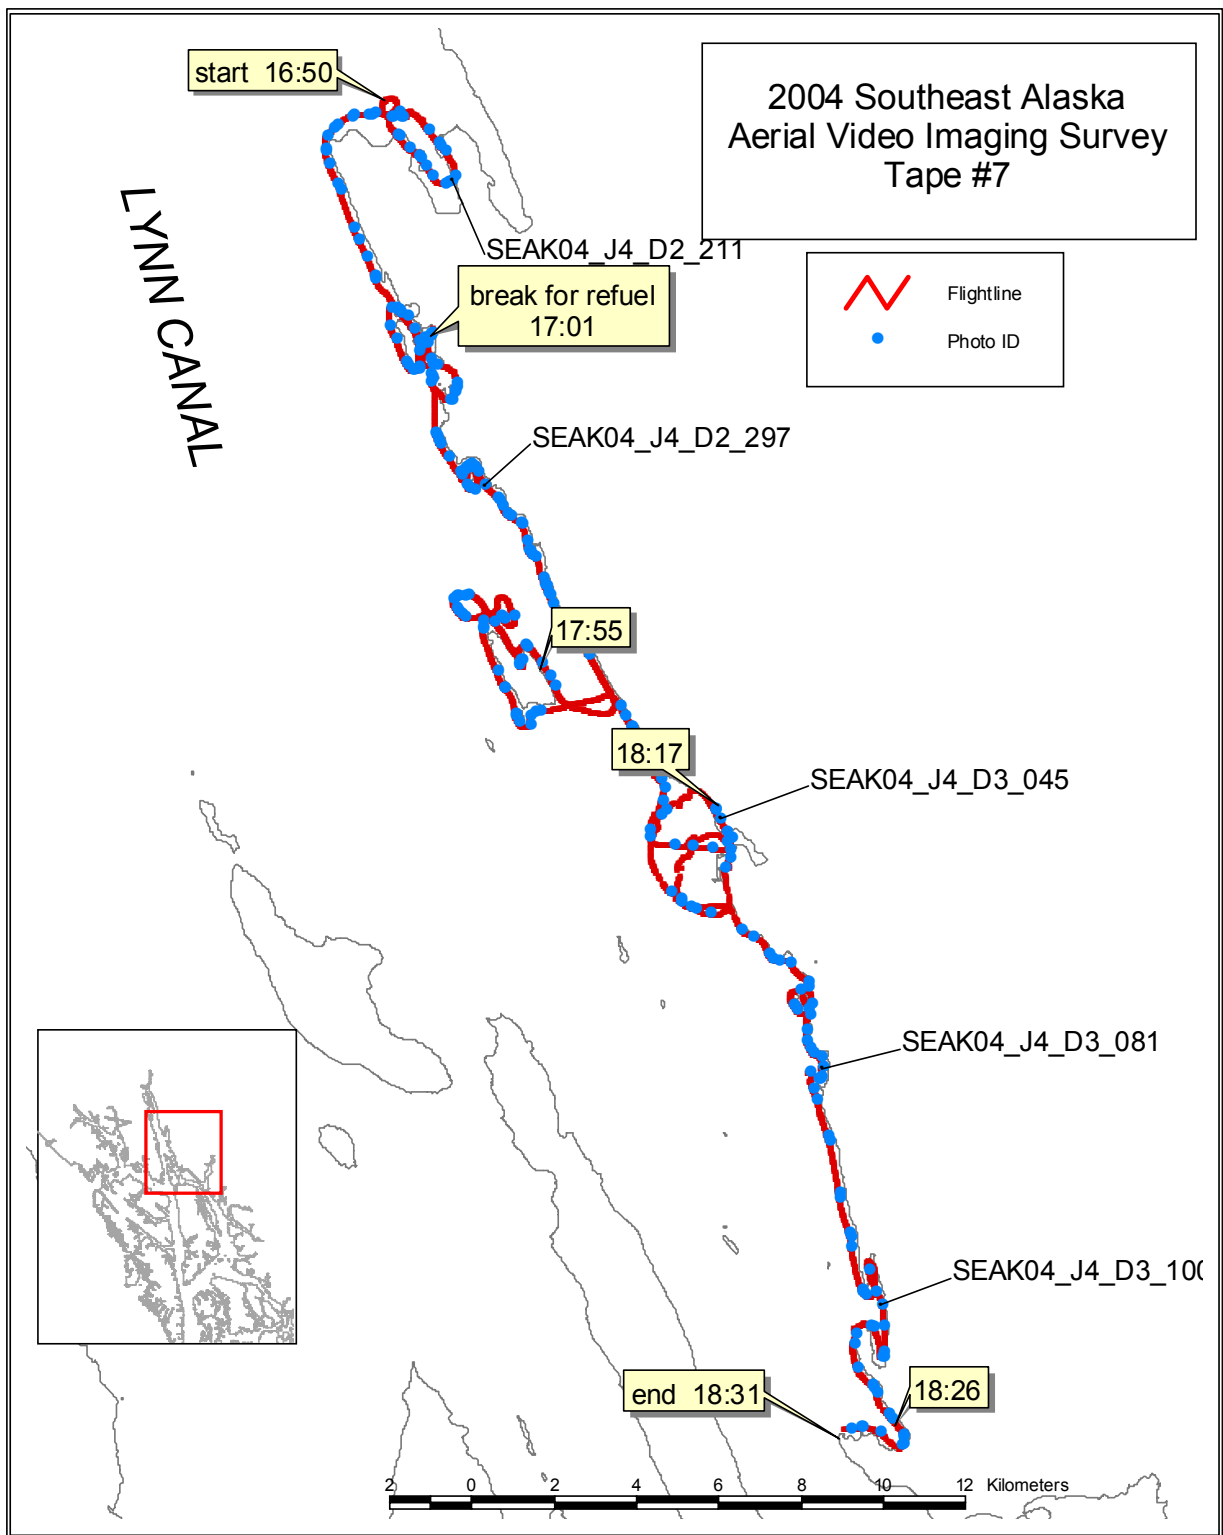 start 16:50
2004 Southeast Alaska
Aerial Video Imaging Survey
Tape #7
LYNN CANAL
SEAK04_J4_D2_211
break for refuel
17:01
Flightline
Photo ID
SEAK04_J4_D2_297
17:55
18:17
SEAK04_J4_D3_045
SEAK04_J4_D3_081
SEAK04_J4_D3_100
end 18:31
18:26
2 0 2 4 6 8 10 12 Kilometers